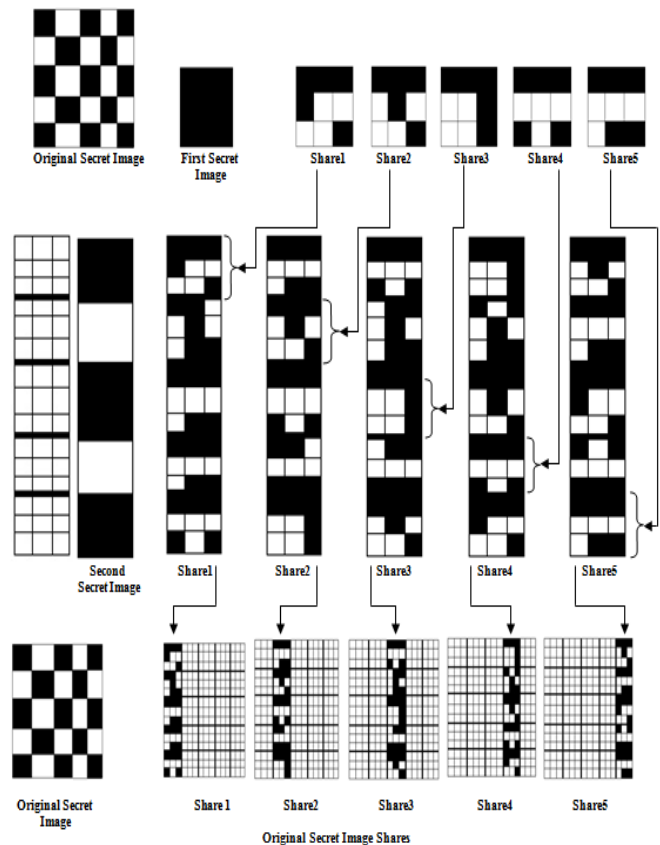 Original Secret Image
First Secret
Image
Share1
Share2
Share3
Share4
Share5
Second
Secret Image
Share1
Share2
Share3
Share4
Share5
Original Secret
Image
Share 1
Share2
Share3
Share4
Share5
Original Secret Image Shares